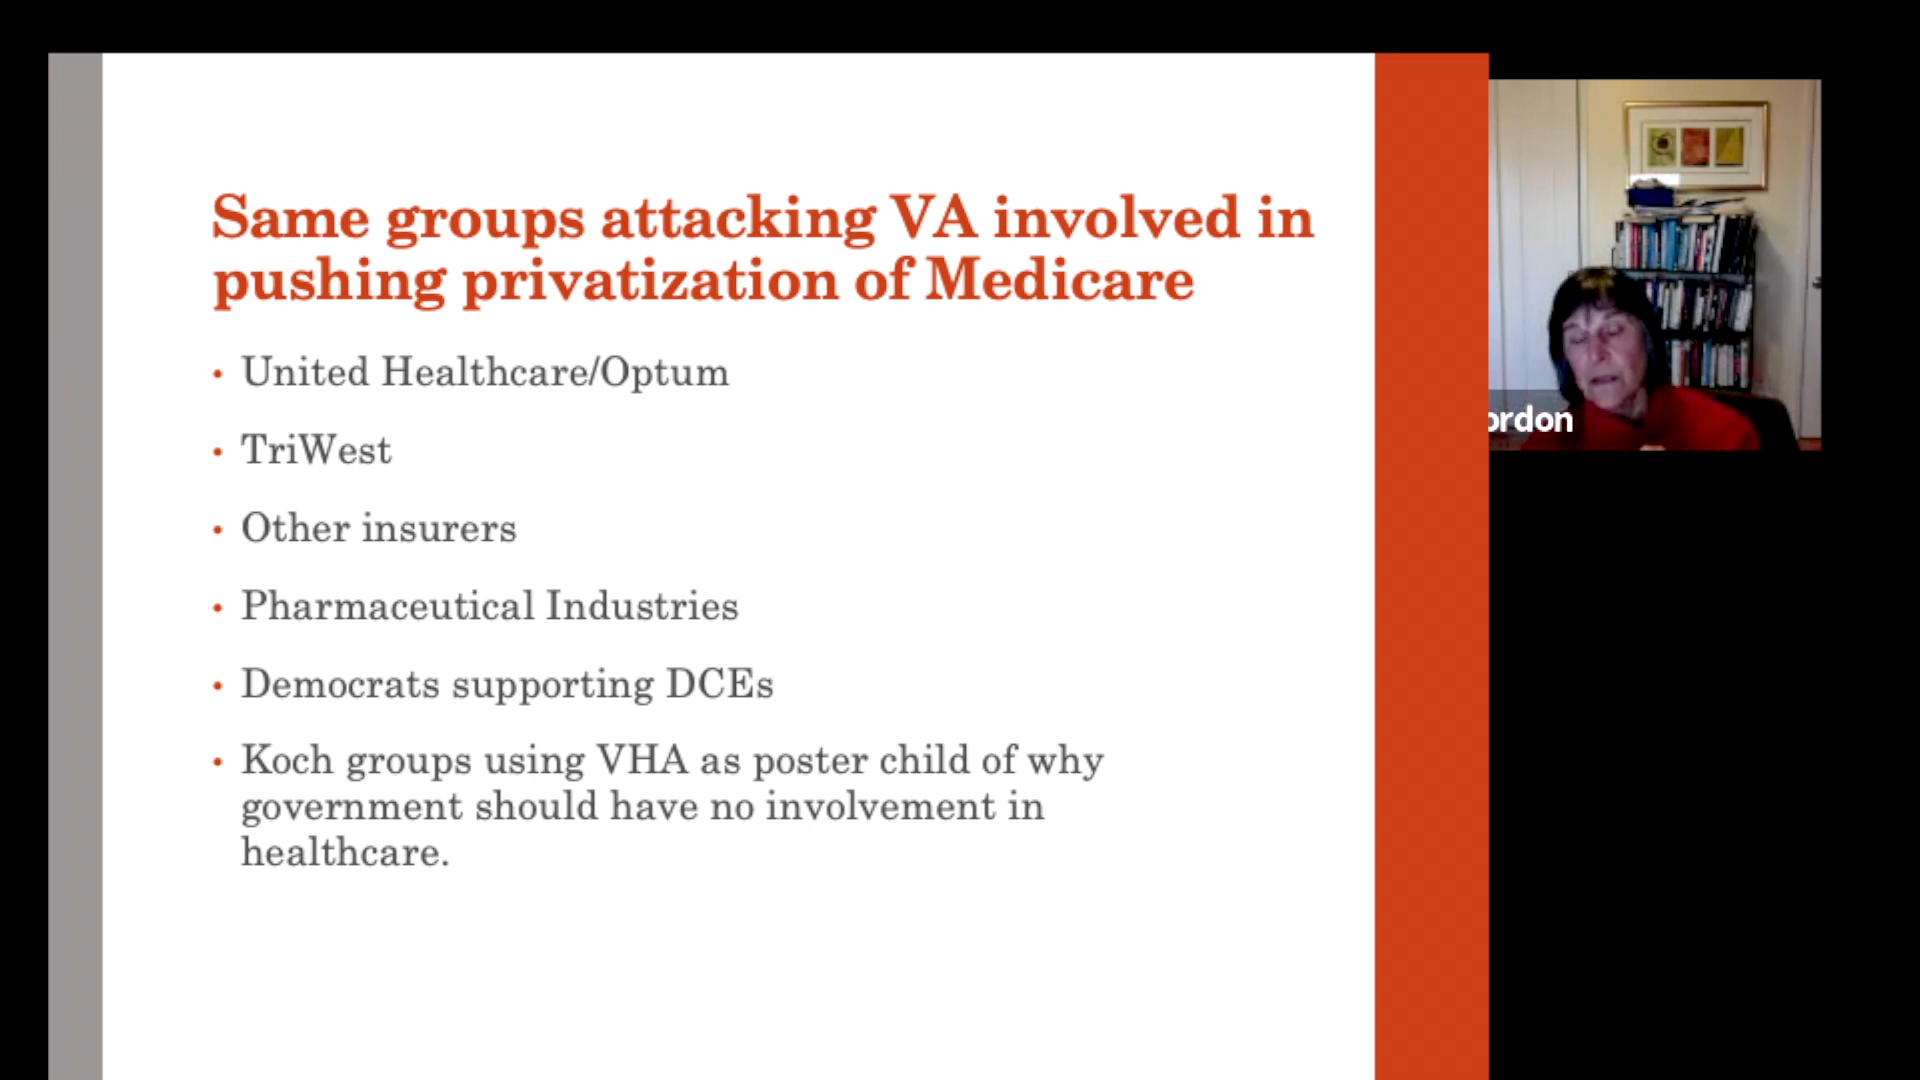 Same groups attacking VA involved in
pushing privatization of Medicare
• United Healthcare/Optum
• TriWest
• Other insurers
• Pharmaceutical Industries
• Democrats supporting DCEs
• Koch groups using VHA as poster child of why
government should have no involvement in
healthcare.
ordon